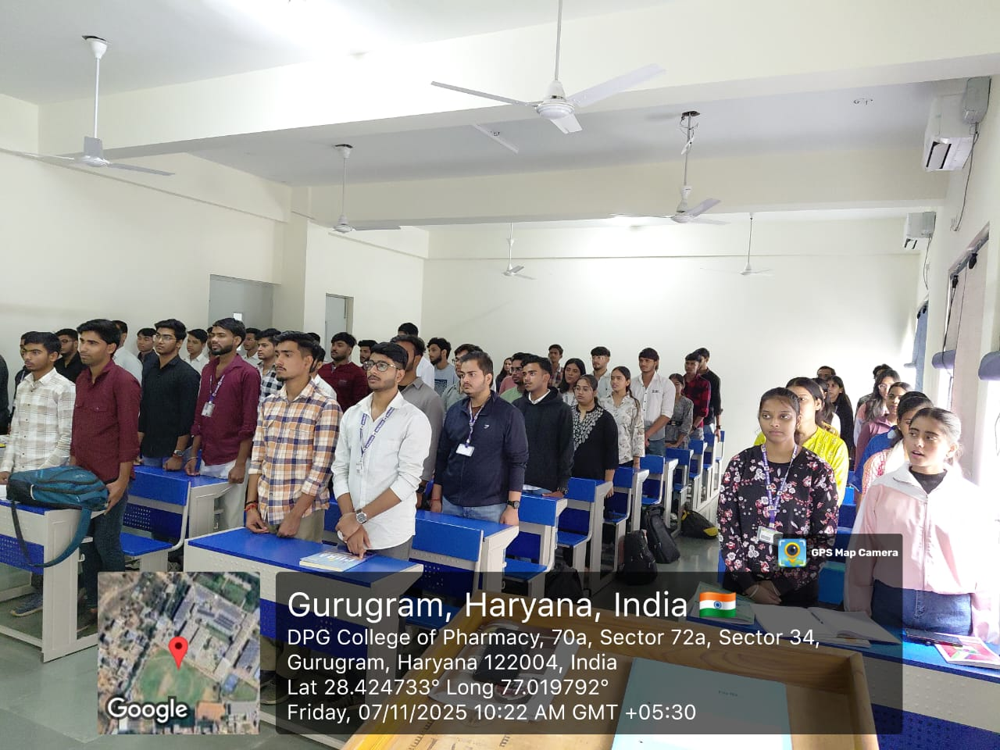 GPS Map Camera
Gurugram, Haryana, India
DPG College of Pharmacy, 70a, Sector 72a, Sector 34,
Gurugram, Haryana 122004, India
Lat 28.424733° Long 77.019792°
Friday, 07/11/2025 10:22 AM GMT +05:30
Google